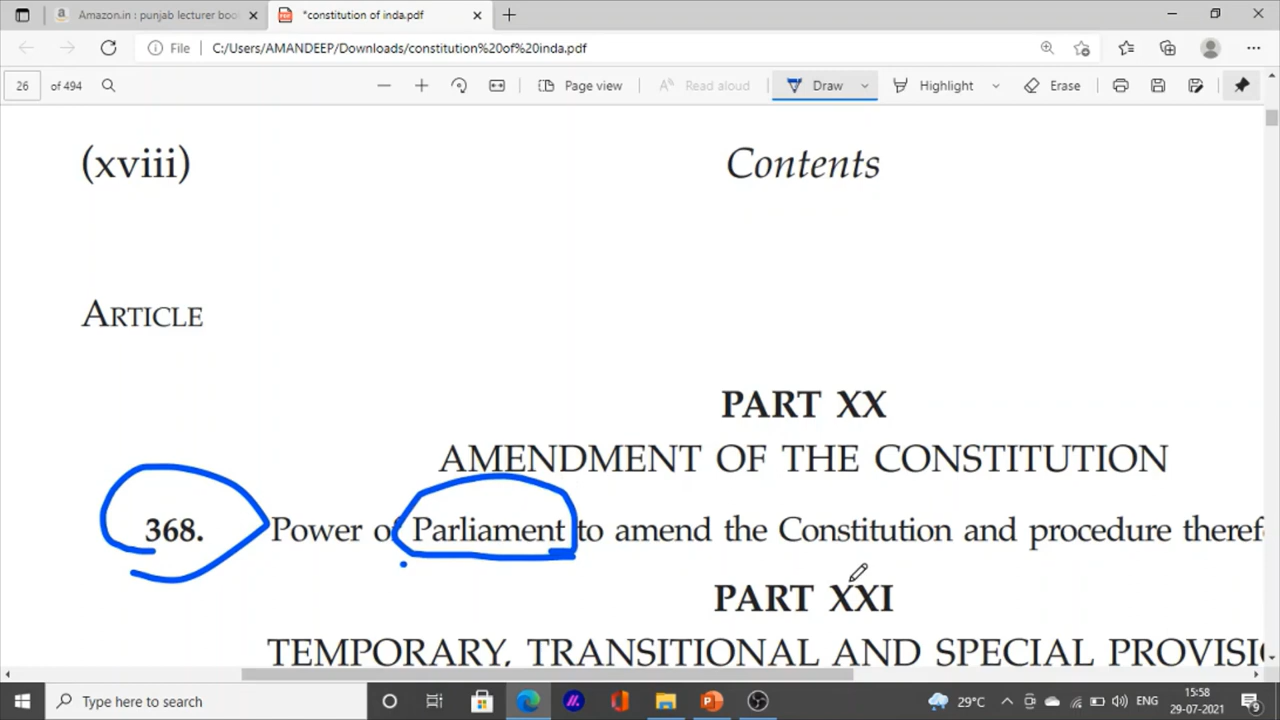 Amazon.in : punjab lecturer boo
*constitution of inda.pdf
File
C:/Users/AMANDEEP/Downloads/constitution%20of%20inda.pdf
26 of 494
Page view
Read aloud
Draw
Highlight
Erase
(xviii)
Contents
ARTICLE
PART XX
AMENDMENT OF THE CONSTITUTION
368. Power of Parliament to amend the Constitution and procedure theref
PART XXI
TEMPORARY, TRANSITIONAL AND SPECIAL PROVISI
Type here to search
29°C
ENG
15:58
29-07-2021
9